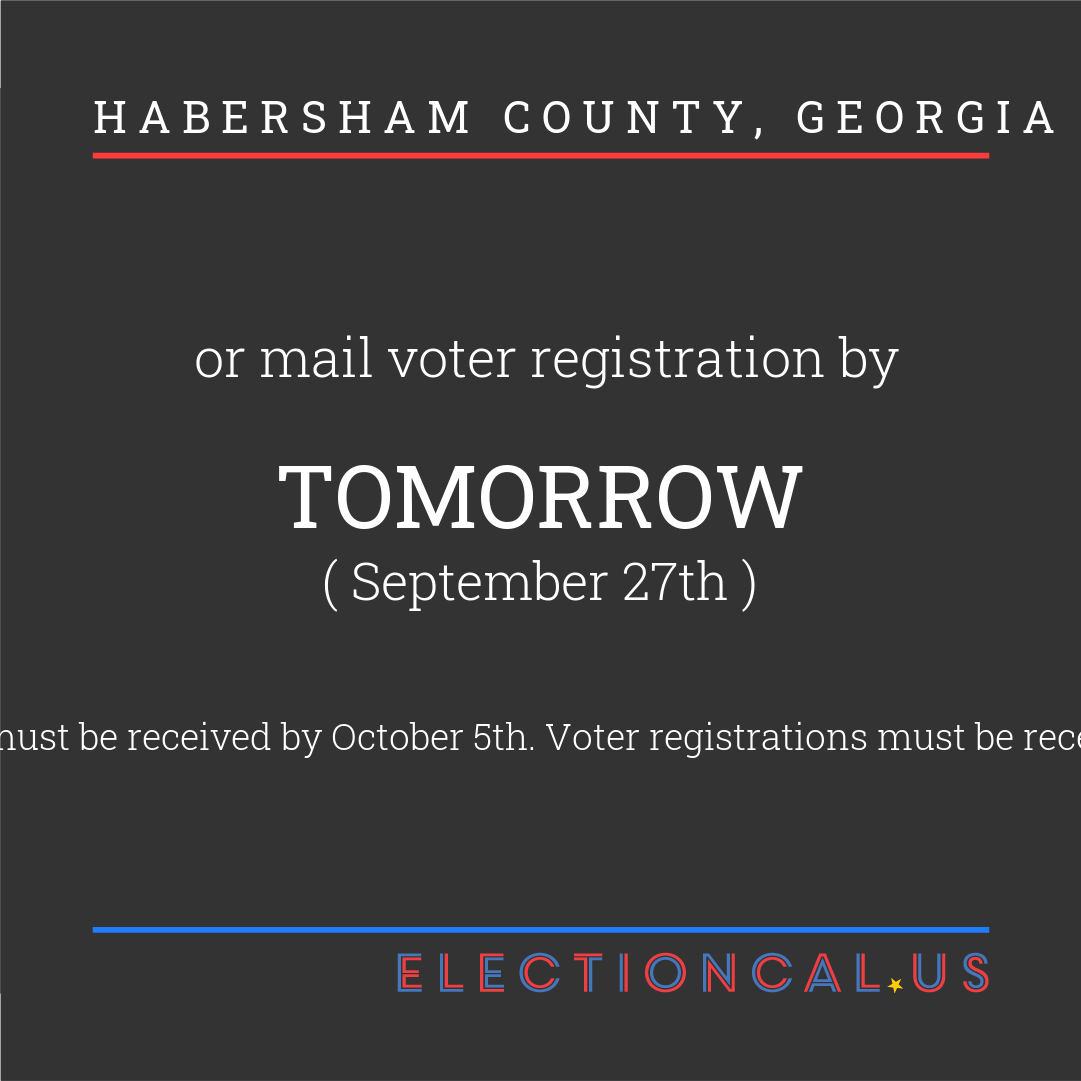 HABERSHAM COUNTY, GEORGIA
or mail voter registration by
TOMORROW
( September 27th )
must be received by October 5th. Voter registrations must be rece
ELECTIONCAL.US